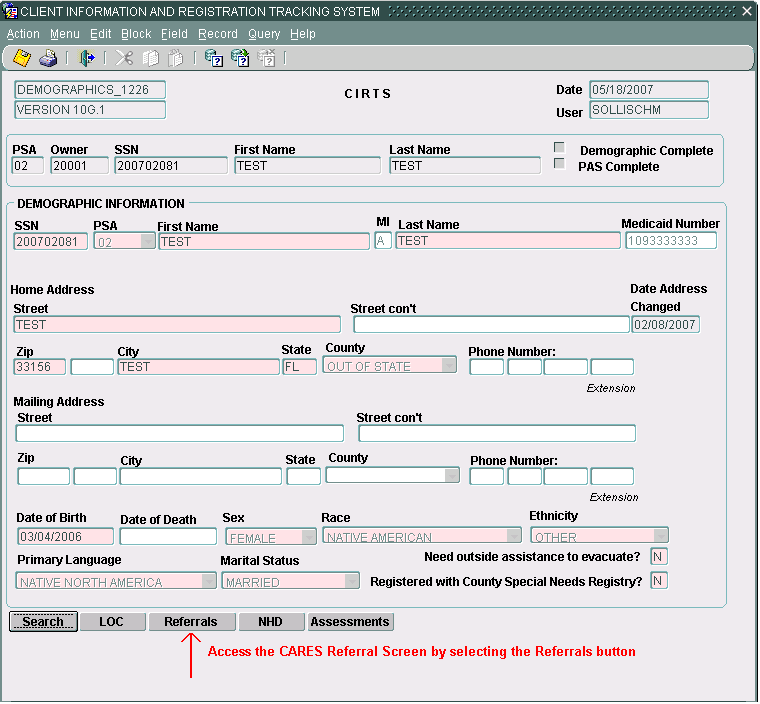 CLIENT INFORMATION AND REGISTRATION TRACKING SYSTEM
Action Menu Edit Block Field Record Query Help
DEMOGRAPHICS_1226 CIRTS Date 05/18/2007
VERSION 10G.1 User SOLLISCHM
PSA Owner SSN First Name Last Name Demographic Complete
02 20001 200702081 TEST TEST PAS Complete
DEMOGRAPHIC INFORMATION
SSN PSA First Name MI Last Name Medicaid Number
200702081 02 TEST A TEST 1093333333
Home Address Date Address
Street Street con't Changed
TEST 02/08/2007
Zip City State County Phone Number:
33156 TEST FL OUT OF STATE
Extension
Mailing Address
Street Street con't
Zip City State County Phone Number:
Extension
Date of Birth Date of Death Sex Race Ethnicity
03/04/2006 FEMALE NATIVE AMERICAN OTHER
Primary Language Marital Status Need outside assistance to evacuate? N
NATIVE NORTH AMERICA MARRIED Registered with County Special Needs Registry? N
Search LOC Referrals NHD Assessments
Access the CARES Referral Screen by selecting the Referrals button